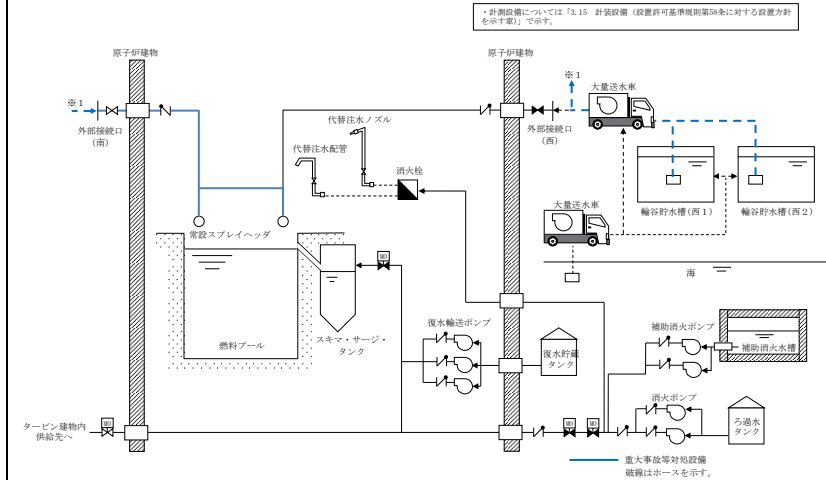 ・計測設備については「3.15 計装設備（設置許可基準規則第58条に対する設置方針
を示す章）」で示す。
原子炉建物
原子炉建物
※1
外部接続口
(南)
代替注水ノズル
代替注水配管
消火栓
※1
大量送水車
外部接続口
(西)
輪谷貯水槽(西1)
輪谷貯水槽(西2)
大量送水車
海
常設スプレイヘッダ
燃料プール
スキマ・サージ・
タンク
MO
復水輸送ポンプ
復水貯蔵
タンク
補助消火ポンプ
補助消火水槽
消火ポンプ
ろ過水
タンク
タービン建物内
供給先へ
MO
MO
MO
重大事故等対処設備
破線はホースを示す。